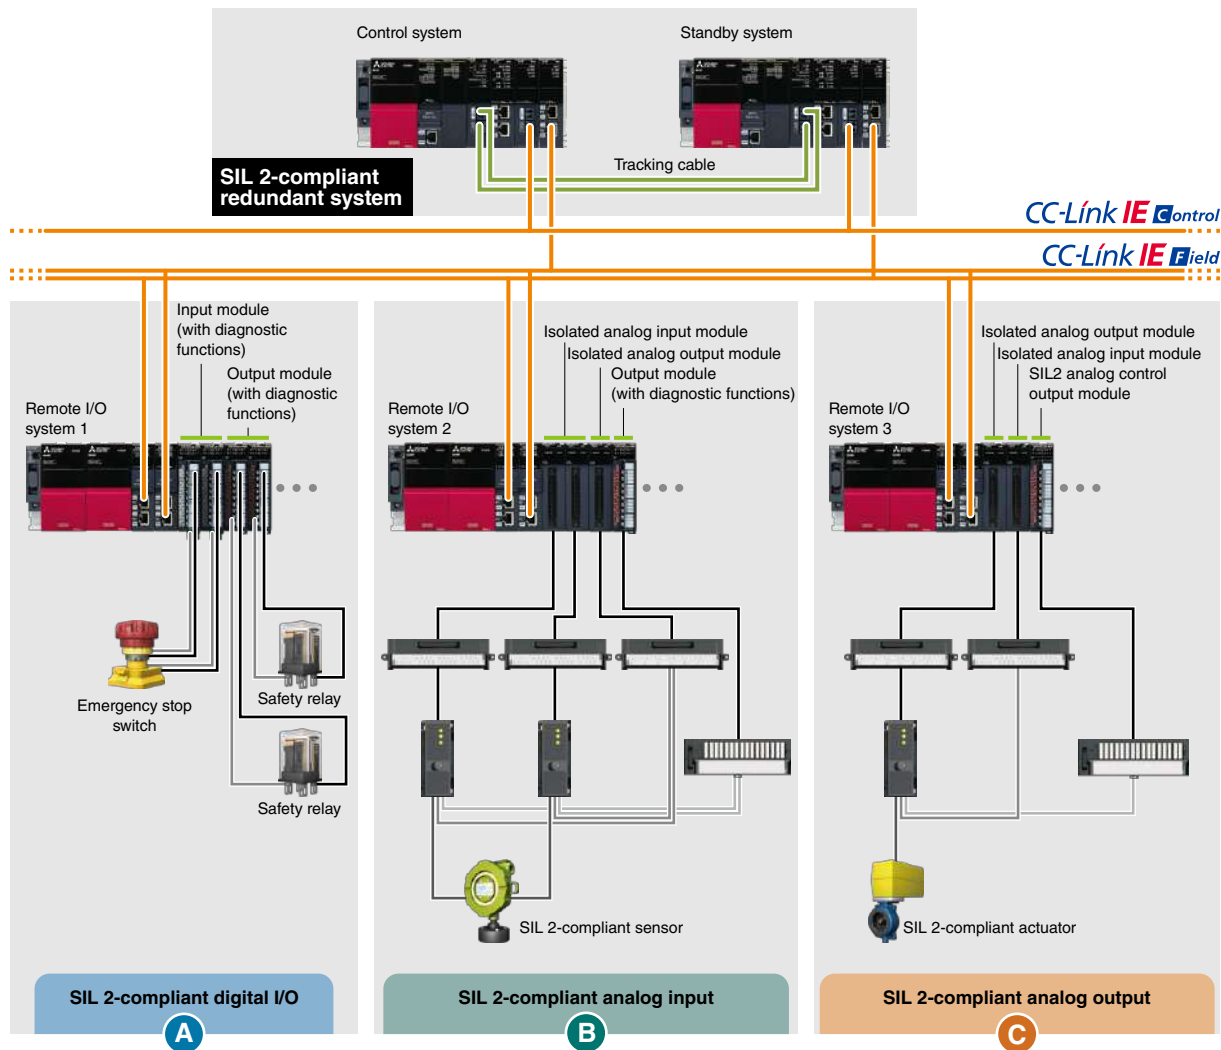 Control system
Standby system
Tracking cable
SIL 2-compliant
redundant system
CC-Link IE Control
CC-Link IE Field
Input module
(with diagnostic
functions)
Output module
(with diagnostic
functions)
Remote I/O
system 1
Emergency stop
switch
Safety relay
Safety relay
SIL 2-compliant digital I/O
A
Isolated analog input module
Isolated analog output module
Output module
(with diagnostic functions)
Remote I/O
system 2
SIL 2-compliant sensor
SIL 2-compliant analog input
B
Isolated analog output module
Isolated analog input module
SIL2 analog control
output module
Remote I/O
system 3
SIL 2-compliant actuator
SIL 2-compliant analog output
C